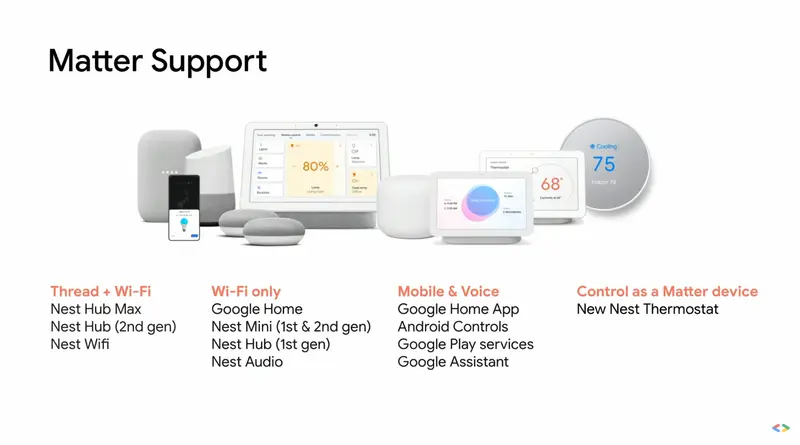 Matter Support
80%
Cooling
75
68°
Thermostat
Thread + Wi-Fi
Nest Hub Max
Nest Hub (2nd gen)
Nest Wifi
Wi-Fi only
Google Home
Nest Mini (1st & 2nd gen)
Nest Hub (1st gen)
Nest Audio
Mobile & Voice
Google Home App
Android Controls
Google Play services
Google Assistant
Control as a Matter device
New Nest Thermostat